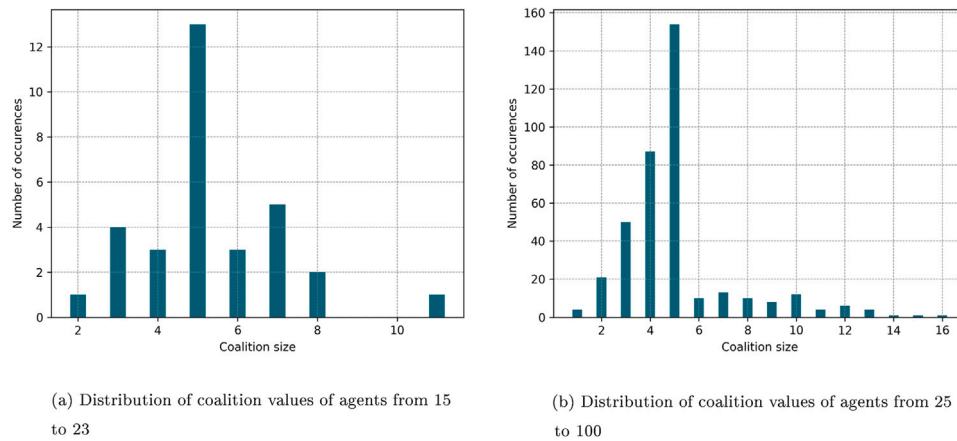 12
10
8
6
4
2
0
Number of occurences
2 4 6 8 10
Coalition size
(a) Distribution of coalition values of agents from 15
to 23
160
140
120
100
80
60
40
20
0
Number of occurences
2 4 6 8 10 12 14 16
Coalition size
(b) Distribution of coalition values of agents from 25
to 100